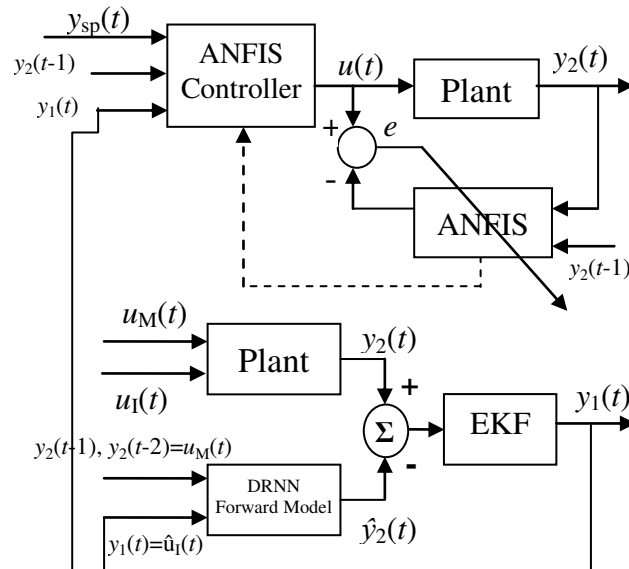 y_sp(t)
y_2(t-1)
y_1(t)
ANFIS
Controller
u(t)
Plant
y_2(t)
+
e
-
ANFIS
y_2(t-1)
u_M(t)
u_I(t)
Plant
y_2(t)
+
Σ
-
EKF
y_1(t)
y_2(t-1), y_2(t-2)=u_M(t)
y_1(t)=û_I(t)
DRNN
Forward Model
ŷ_2(t)